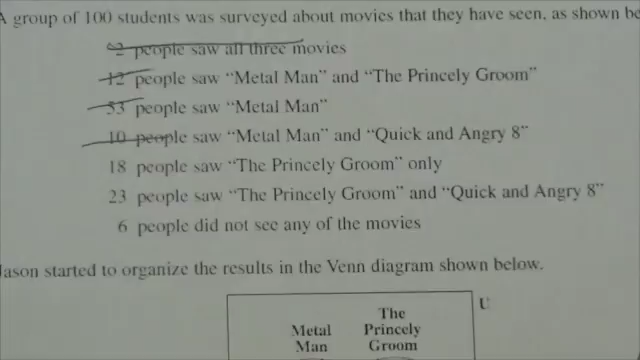 A group of 100 students was surveyed about movies that they have seen, as shown be
2 people saw all three movies
12 people saw “Metal Man” and “The Princely Groom”
53 people saw “Metal Man”
10 people saw “Metal Man” and “Quick and Angry 8”
18 people saw “The Princely Groom” only
23 people saw “The Princely Groom” and “Quick and Angry 8”
6 people did not see any of the movies
Jason started to organize the results in the Venn diagram shown below.
U
The
Metal Princely
Man Groom